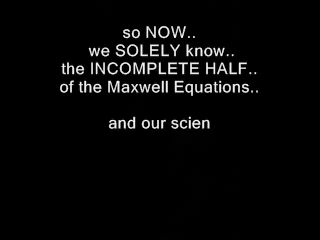 so NOW..
we SOLELY know..
the INCOMPLETE HALF..
of the Maxwell Equations..
and our scien